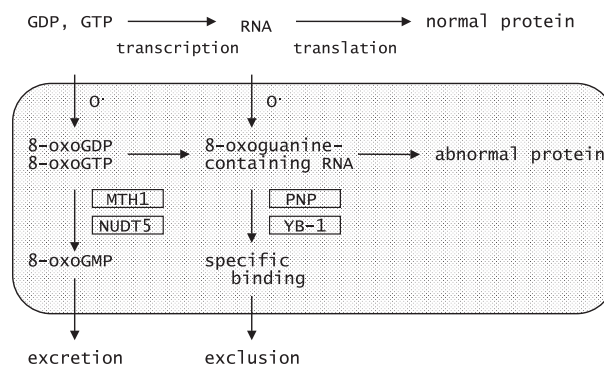 GDP, GTP
RNA
normal protein
transcription
translation
O·
O·
8-oxoGDP
8-oxoGTP
8-oxoguanine-
containing RNA
abnormal protein
MTH1
PNP
NUDT5
YB-1
8-oxoGMP
specific
binding
excretion
exclusion